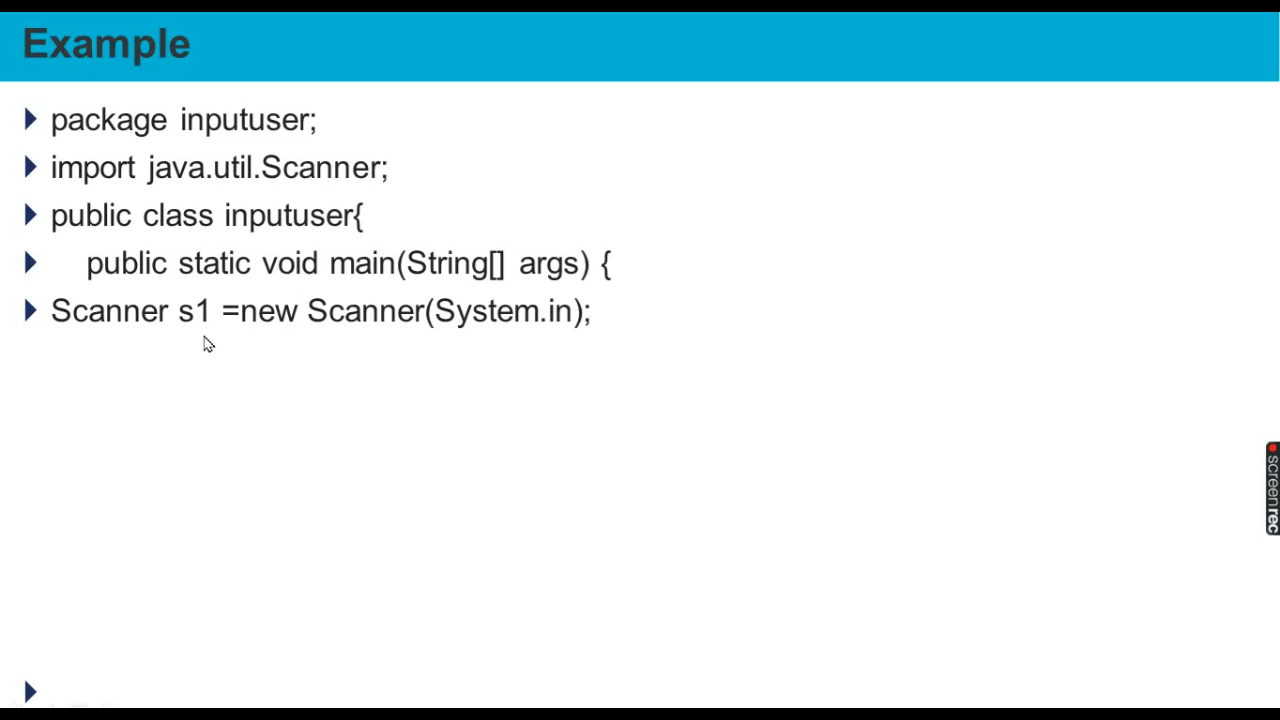 Example
package inputuser;
import java.util.Scanner;
public class inputuser{
public static void main(String[] args) {
Scanner s1 =new Scanner(System.in);
screenrec